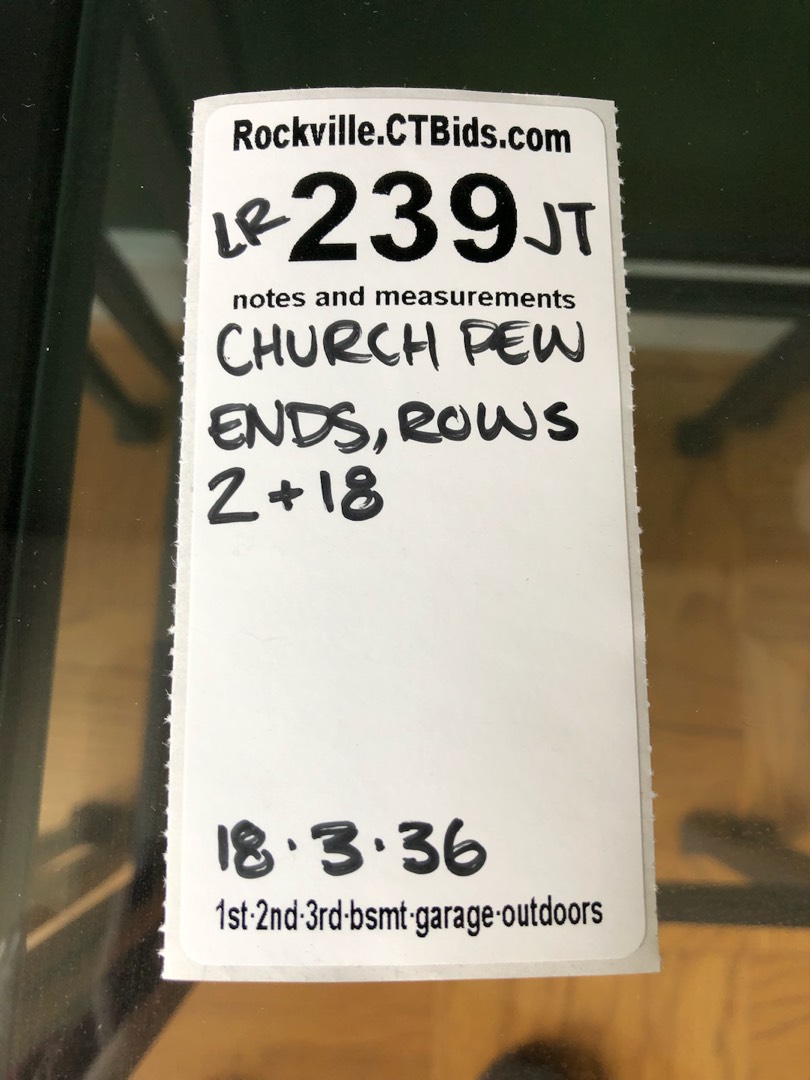 Rockville.CTBids.com
LR 239 JT
notes and measurements
CHURCH PEW
ENDS, ROWS
2 + 18
18 · 3 · 36
1st·2nd·3rd·bsmt·garage·outdoors